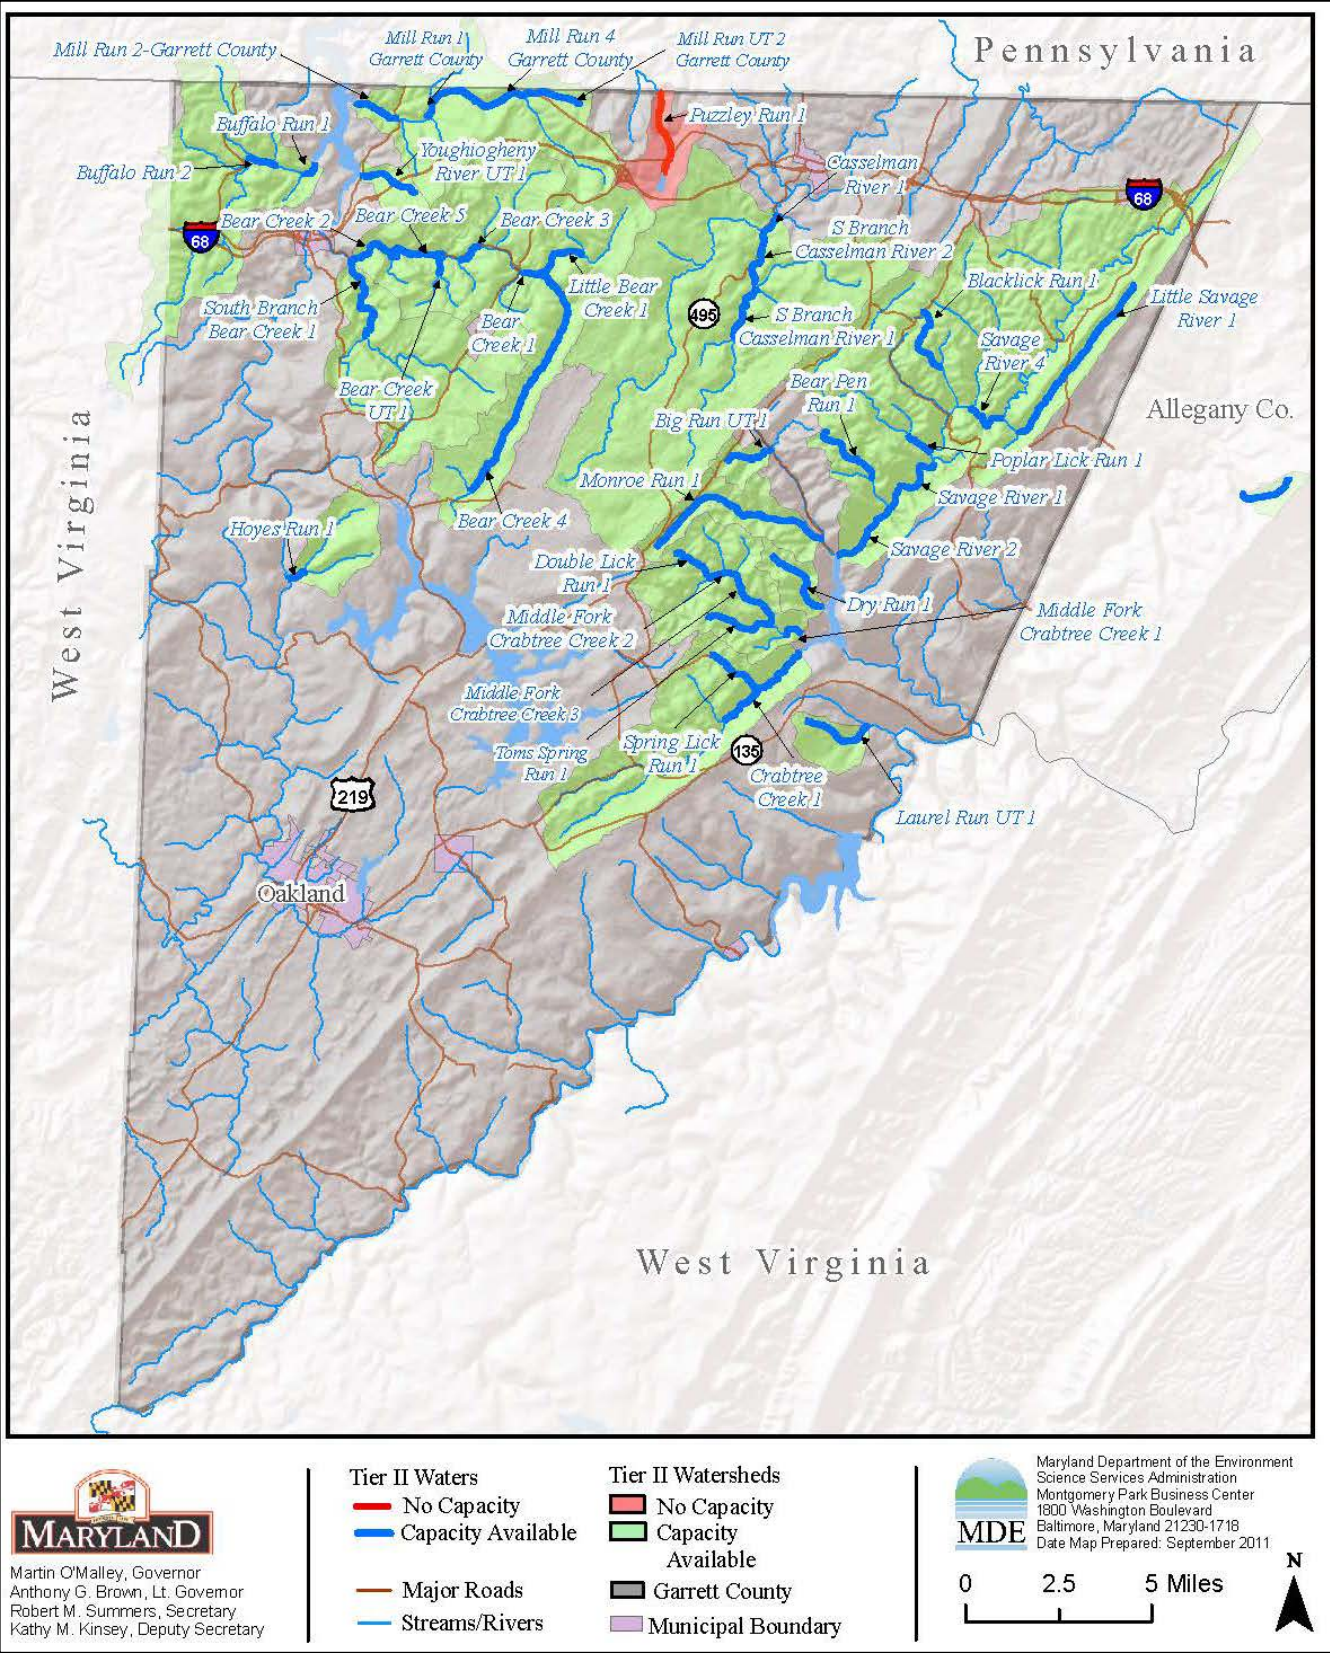 Pennsylvania
Mill Run 2-Garrett County
Mill Run 1
Garrett County
Mill Run 4
Garrett County
Mill Run UT 2
Garrett County
Puzzley Run 1
Buffalo Run 1
Buffalo Run 2
Youghiogheny
River UT 1
Casselman
River 1
68
68
Bear Creek 2
Bear Creek 5
Bear Creek 3
S Branch
Casselman River 2
Blacklick Run 1
Little Savage
River 1
South Branch
Bear Creek 1
Bear
Creek 1
Little Bear
Creek 1
495
S Branch
Casselman River 1
Savage
River 4
Bear Creek
UT 1
Bear Pen
Run 1
Big Run UT 1
Allegany Co.
West Virginia
Poplar Lick Run 1
Monroe Run 1
Savage River 1
Hoyes Run 1
Bear Creek 4
Savage River 2
Double Lick
Run 1
Dry Run 1
Middle Fork
Crabtree Creek 2
Middle Fork
Crabtree Creek 1
Middle Fork
Crabtree Creek 3
Toms Spring
Run 1
Spring Lick
Run 1
135
Crabtree
Creek 1
Laurel Run UT 1
219
Oakland
West Virginia
MARYLAND
Martin O'Malley, Governor
Anthony G. Brown, Lt. Governor
Robert M. Summers, Secretary
Kathy M. Kinsey, Deputy Secretary
Tier II Waters
No Capacity
Capacity Available
Major Roads
Streams/Rivers
Tier II Watersheds
No Capacity
Capacity
Available
Garrett County
Municipal Boundary
MDE
Maryland Department of the Environment
Science Services Administration
Montgomery Park Business Center
1800 Washington Boulevard
Baltimore, Maryland 21230-1718
Date Map Prepared: September 2011
0 2.5 5 Miles
N